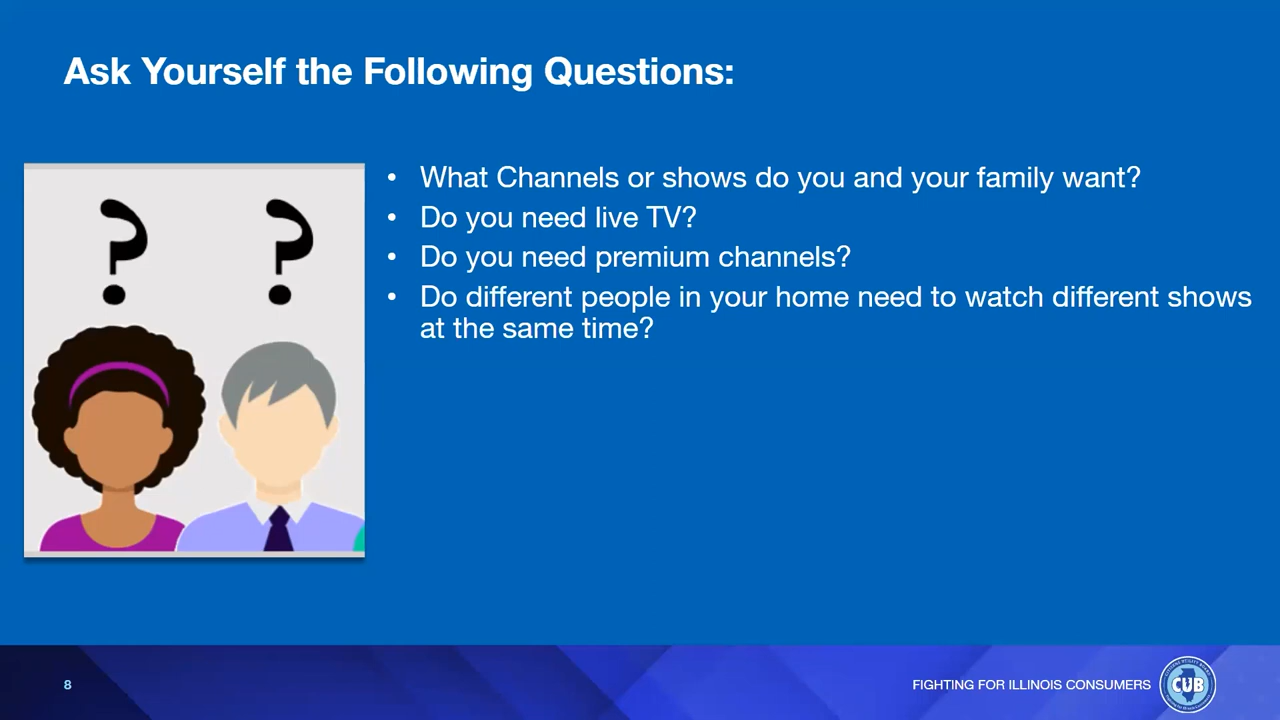 Ask Yourself the Following Questions:
? ?
• What Channels or shows do you and your family want?
• Do you need live TV?
• Do you need premium channels?
• Do different people in your home need to watch different shows
at the same time?
8
FIGHTING FOR ILLINOIS CONSUMERS
CUB